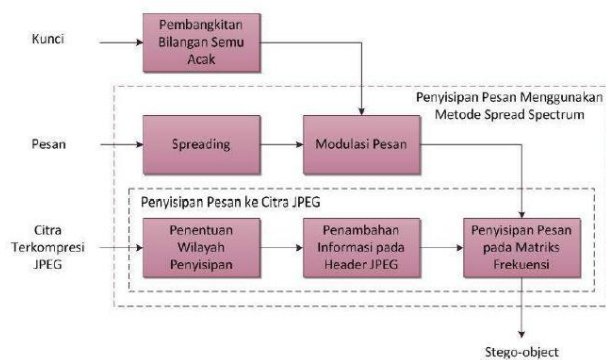 Kunci
Pembangkitan
Bilangan Semu
Acak
Penyisipan Pesan Menggunakan
Metode Spread Spectrum
Pesan
Spreading
Modulasi Pesan
Penyisipan Pesan ke Citra JPEG
Citra
Terkompresi
JPEG
Penentuan
Wilayah
Penyisipan
Penambahan
Informasi pada
Header JPEG
Penyisipan Pesan
pada Matriks
Frekuensi
Stego-object